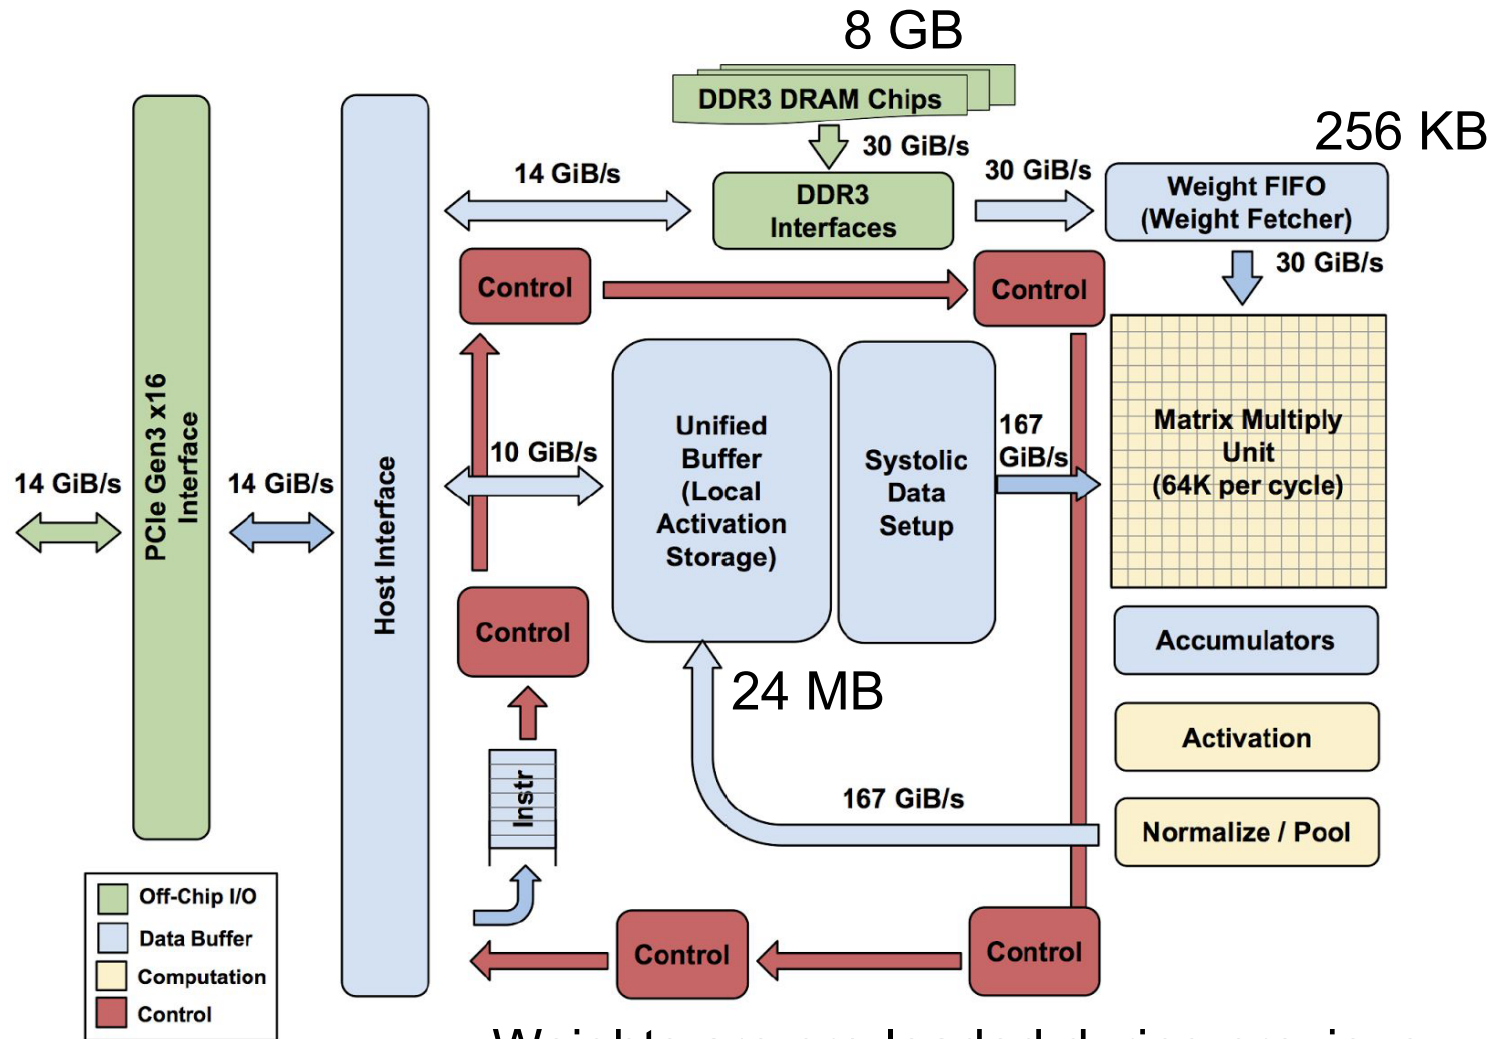 8 GB
DDR3 DRAM Chips
256 KB
30 GiB/s
14 GiB/s
30 GiB/s
DDR3
Interfaces
Weight FIFO
(Weight Fetcher)
30 GiB/s
Control
Control
PCIe Gen3 x16
Interface
Host Interface
14 GiB/s
14 GiB/s
10 GiB/s
Unified
Buffer
(Local
Activation
Storage)
Systolic
Data
Setup
167
GiB/s
Matrix Multiply
Unit
(64K per cycle)
Control
Accumulators
24 MB
Activation
Instr
167 GiB/s
Normalize / Pool
Off-Chip I/O
Data Buffer
Computation
Control
Control
Control